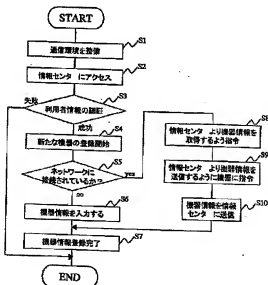 START
通信環境を整備
S1
情報センタ にアクセス
S2
利用者情報の認証
S3
失敗
成功
新たな機器の登録開始
S4
ネットワークに
接続されているか?
S5
yes
no
機器情報を入力する
S6
機器情報登録完了
S7
END
情報センタ より機器情報を
取得するよう指令
S8
情報センタ より機器情報を
送信するように機器に指令
S9
機器情報を情報
センタ に送信
S10